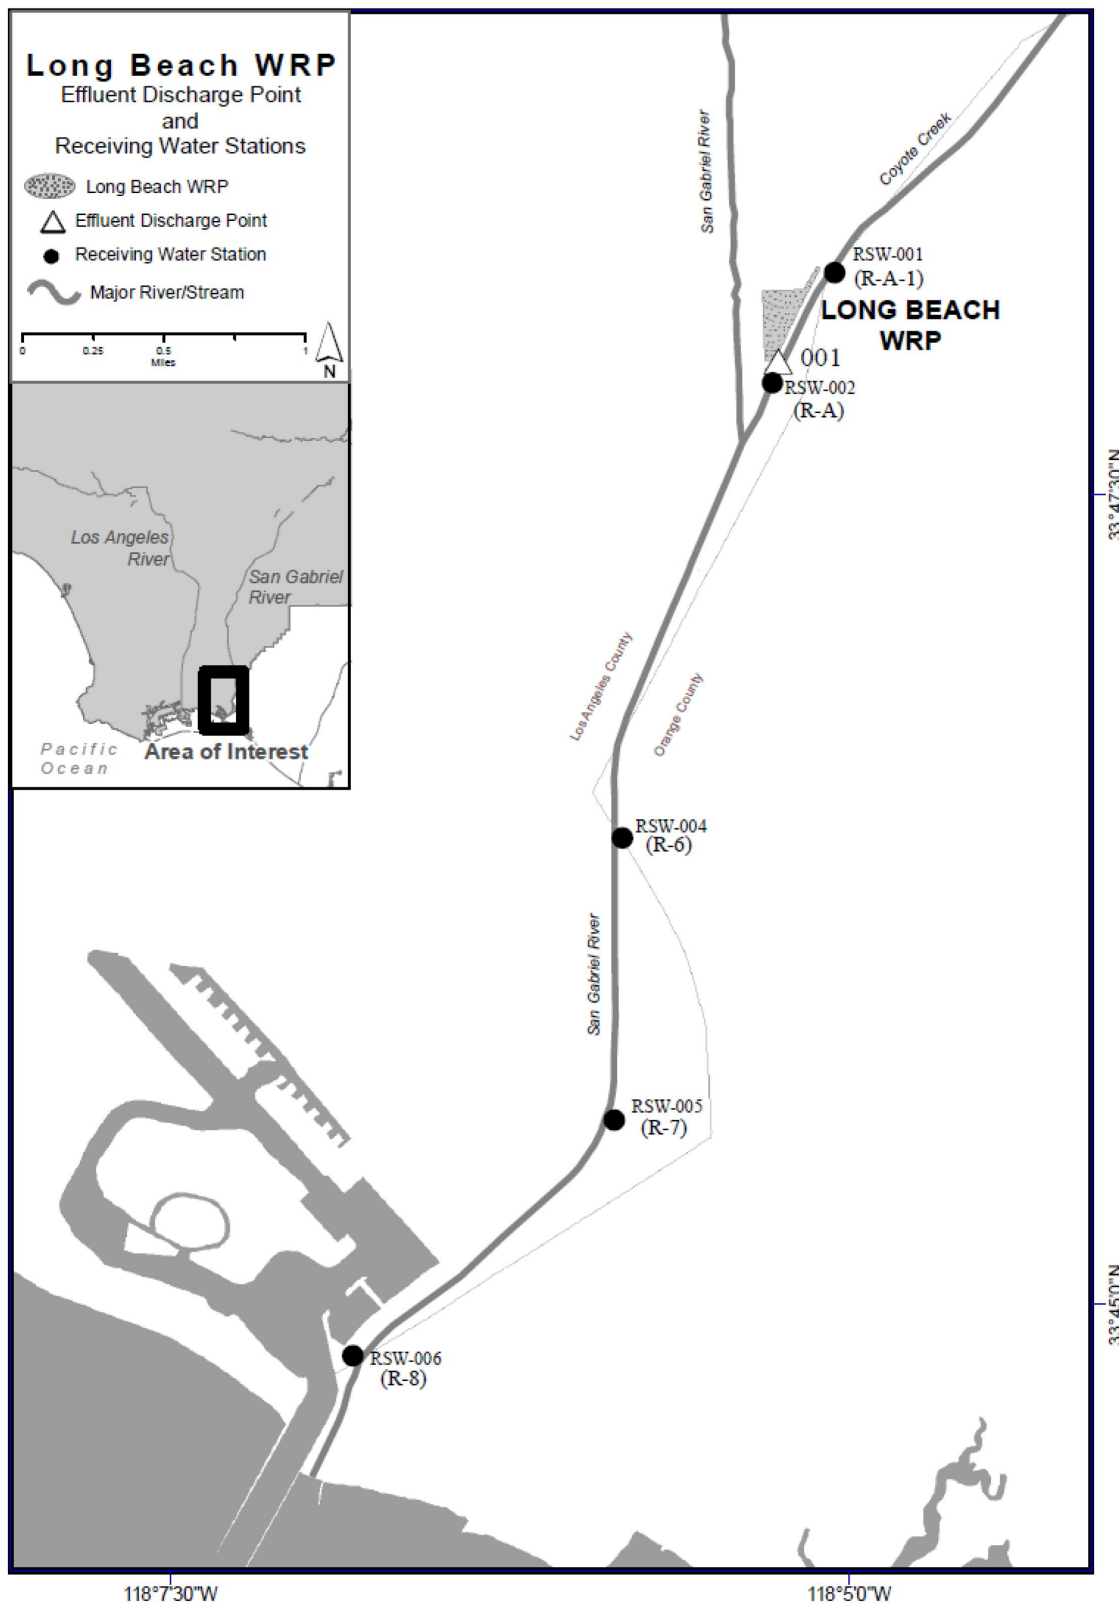 Long Beach WRP
Effluent Discharge Point
and
Receiving Water Stations
Long Beach WRP
Effluent Discharge Point
Receiving Water Station
Major River/Stream
0 0.25 0.5 1
Miles
N
Los Angeles
River
San Gabriel
River
Pacific
Ocean
Area of Interest
San Gabriel River
Coyote Creek
RSW-001
(R-A-1)
LONG BEACH
WRP
001
RSW-002
(R-A)
33°47'30"N
Los Angeles County
Orange County
RSW-004
(R-6)
San Gabriel River
RSW-005
(R-7)
33°45'0"N
RSW-006
(R-8)
118°7'30"W
118°5'0"W